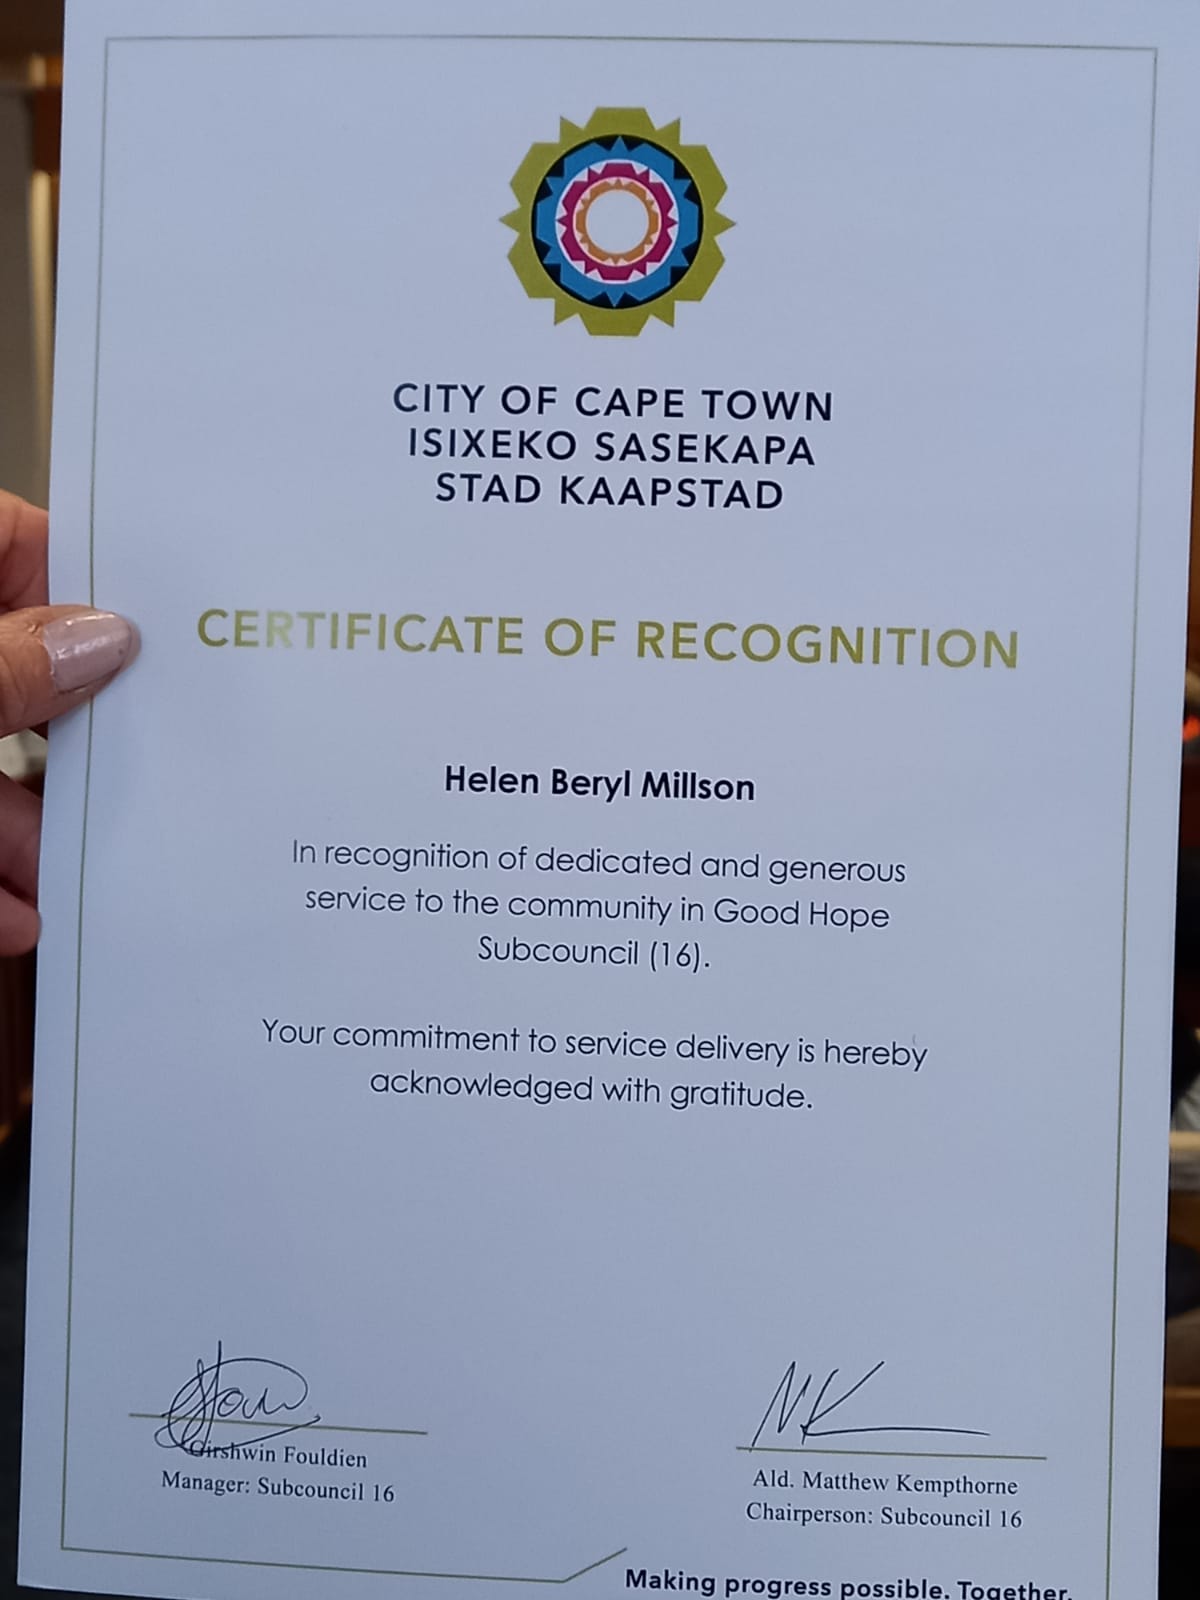 CITY OF CAPE TOWN
ISIXEKO SASEKAPA
STAD KAAPSTAD
CERTIFICATE OF RECOGNITION
Helen Beryl Millson
In recognition of dedicated and generous
service to the community in Good Hope
Subcouncil (16).
Your commitment to service delivery is hereby
acknowledged with gratitude.
Girshwin Fouldien
Manager: Subcouncil 16
Ald. Matthew Kempthorne
Chairperson: Subcouncil 16
Making progress possible. Together.